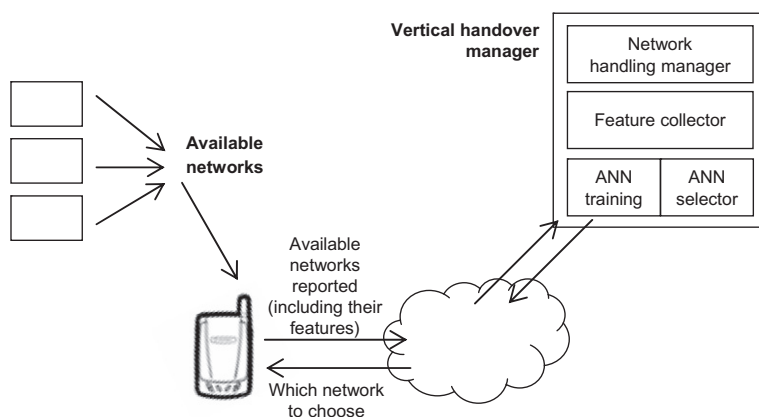 Vertical handover
manager
Network
handling manager
Feature collector
ANN
training
ANN
selector
Available
networks
Available
networks
reported
(including their
features)
Which network
to choose